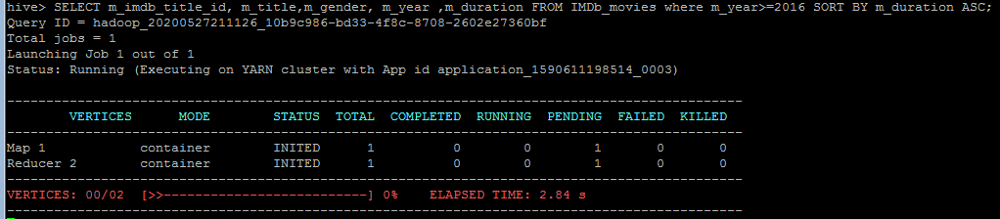 hive> SELECT m_imdb_title_id, m_title,m_gender, m_year ,m_duration FROM IMDb_movies where m_year>=2016 SORT BY m_duration ASC;
Query ID = hadoop_20200527211126_10b9c986-bd33-4f8c-8708-2602e27360bf
Total jobs = 1
Launching Job 1 out of 1
Status: Running (Executing on YARN cluster with App id application_1590611198514_0003)
--------------------------------------------------------------------------------
VERTICES MODE STATUS TOTAL COMPLETED RUNNING PENDING FAILED KILLED
--------------------------------------------------------------------------------
Map 1 container INITED 1 0 0 1 0 0
Reducer 2 container INITED 1 0 0 1 0 0
--------------------------------------------------------------------------------
VERTICES: 00/02 [>>--------------------------] 0% ELAPSED TIME: 2.84 s
--------------------------------------------------------------------------------